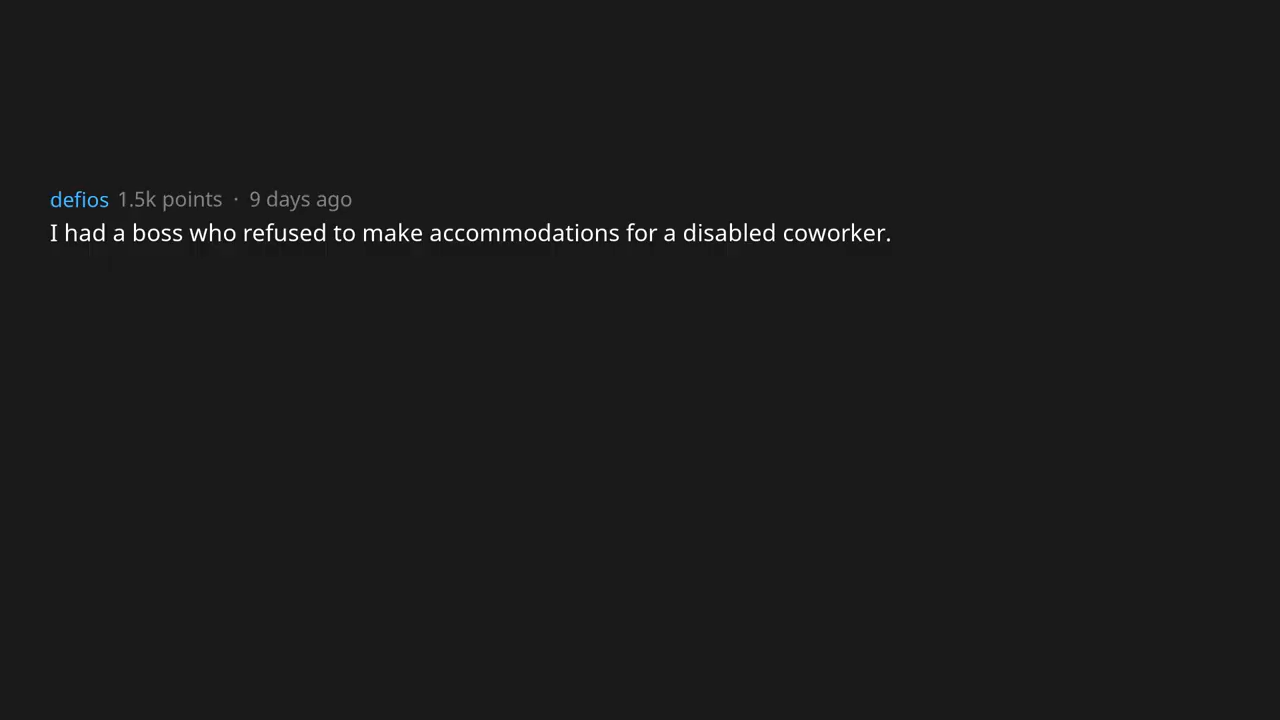 defios 1.5k points · 9 days ago
I had a boss who refused to make accommodations for a disabled coworker.